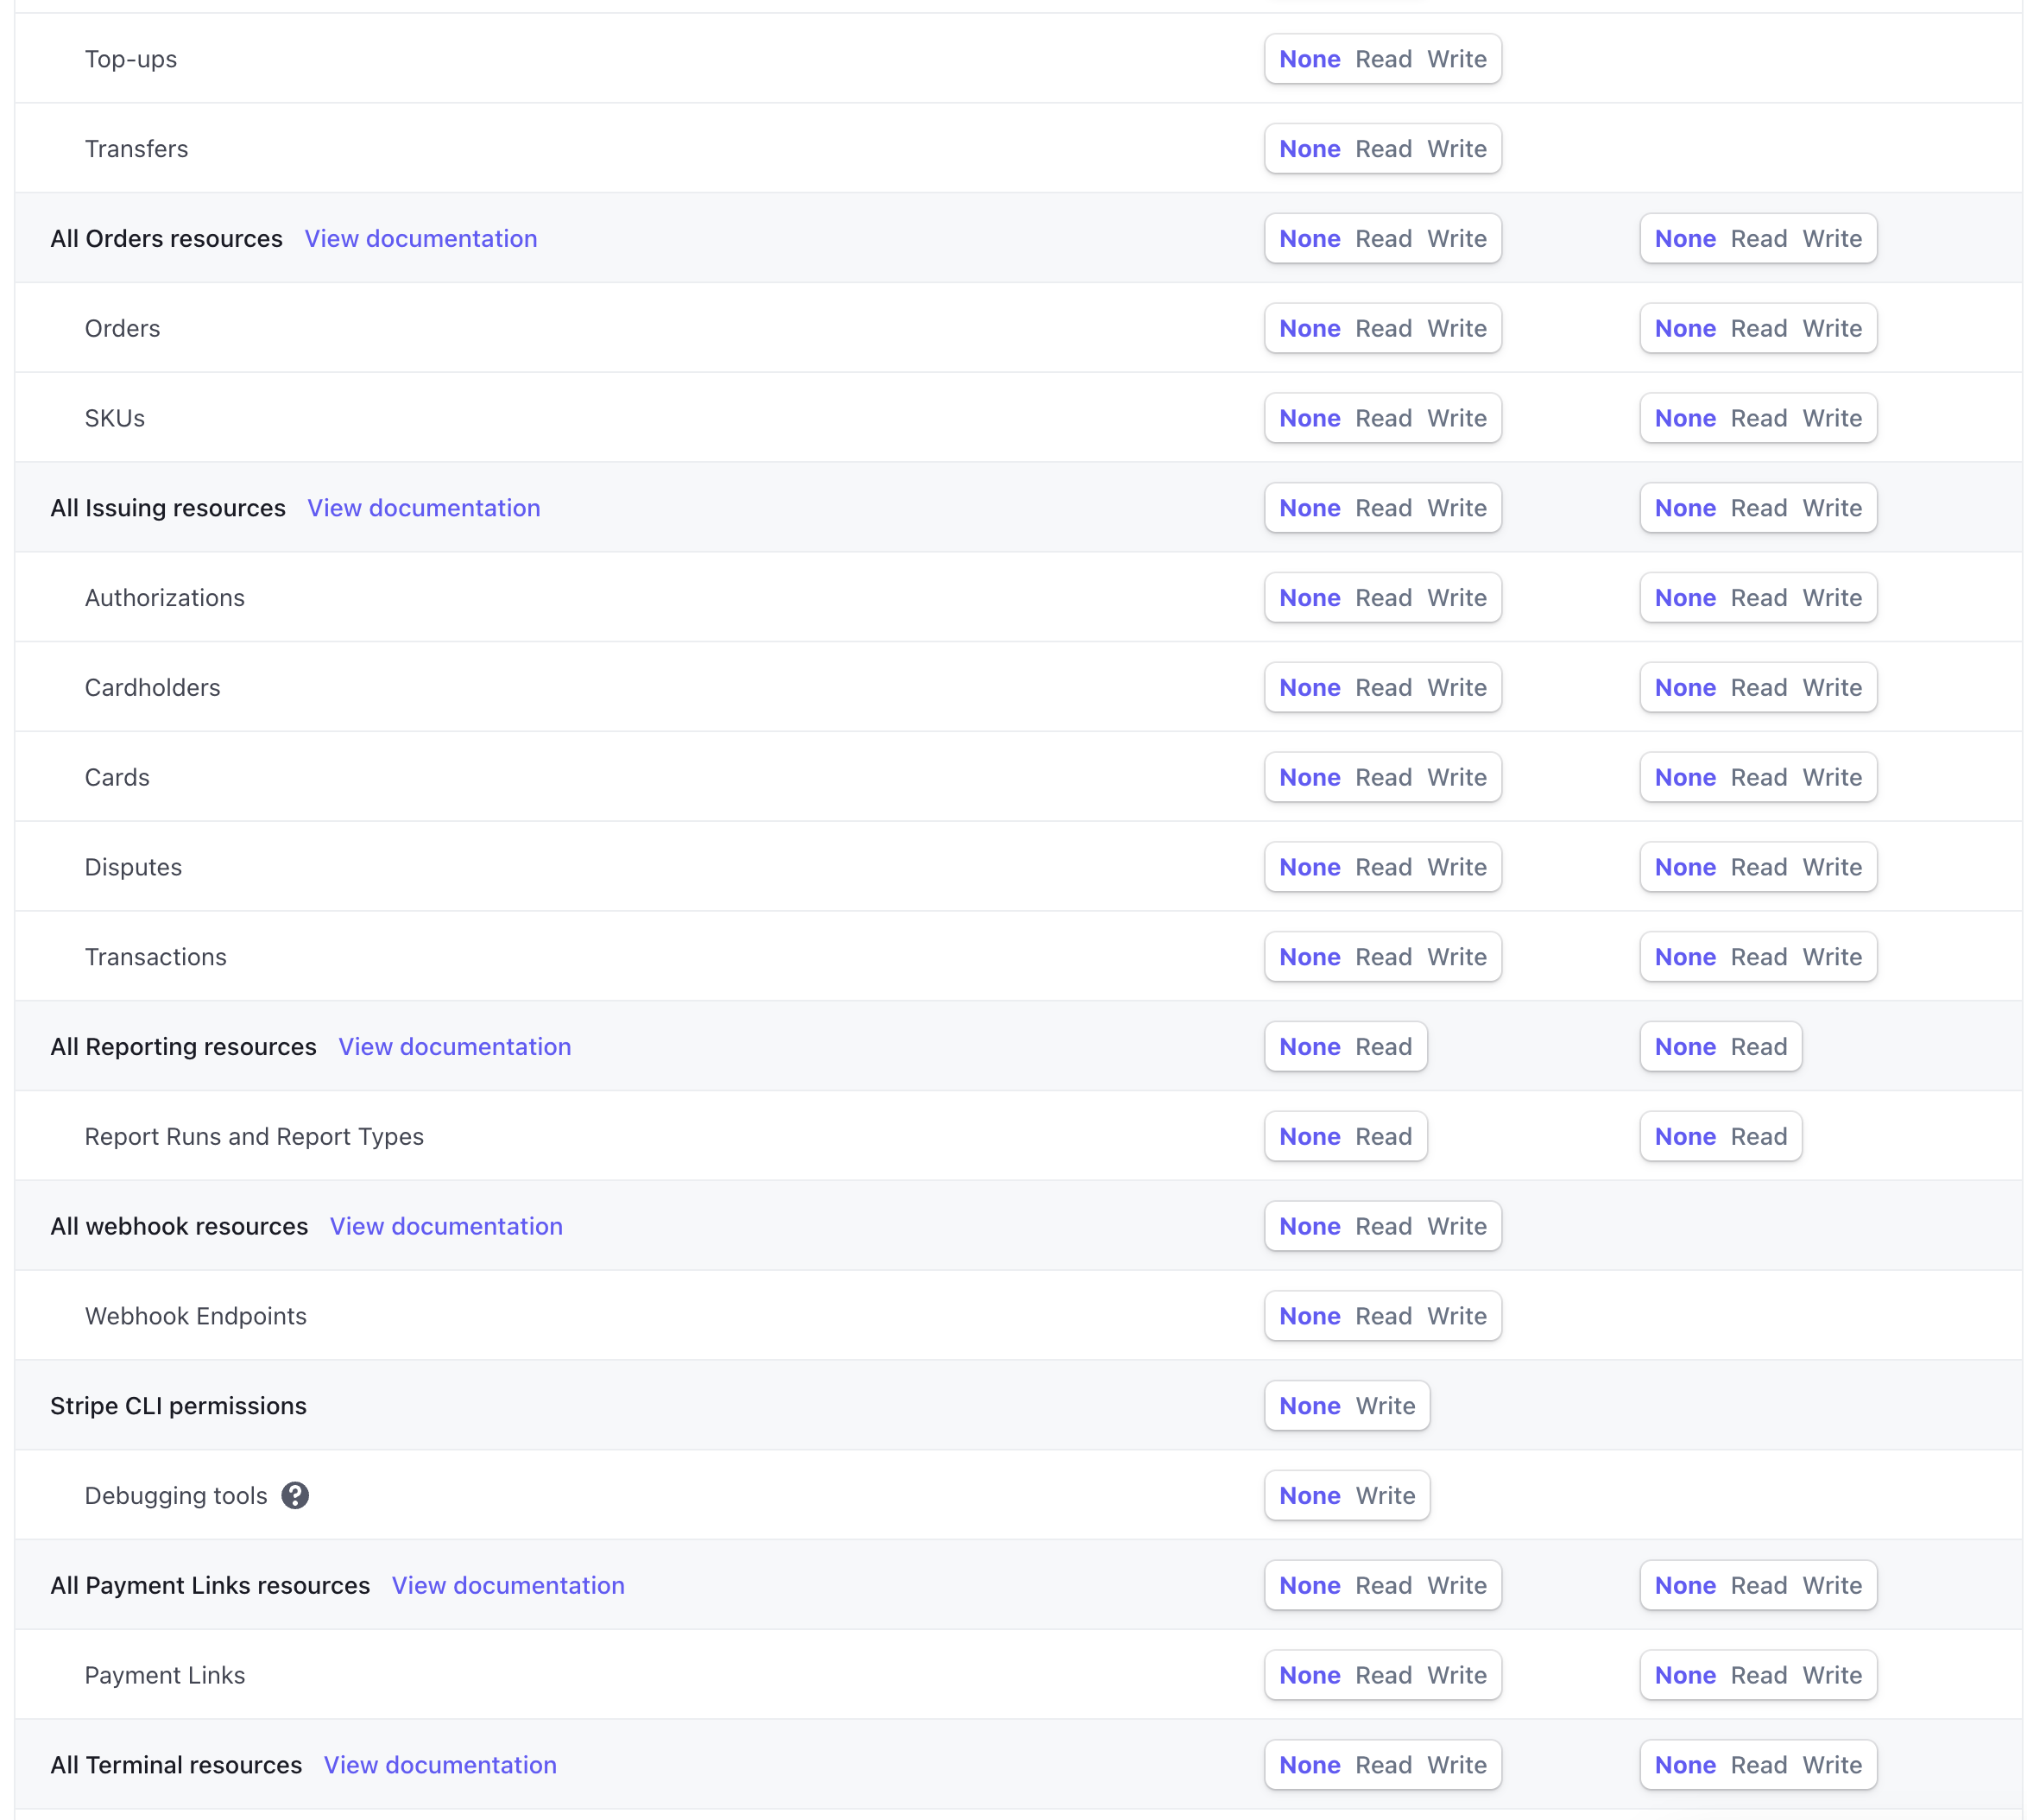 Top-ups None Read Write
Transfers None Read Write
All Orders resources View documentation None Read Write None Read Write
Orders None Read Write None Read Write
SKUs None Read Write None Read Write
All Issuing resources View documentation None Read Write None Read Write
Authorizations None Read Write None Read Write
Cardholders None Read Write None Read Write
Cards None Read Write None Read Write
Disputes None Read Write None Read Write
Transactions None Read Write None Read Write
All Reporting resources View documentation None Read None Read
Report Runs and Report Types None Read None Read
All webhook resources View documentation None Read Write
Webhook Endpoints None Read Write
Stripe CLI permissions None Write
Debugging tools ? None Write
All Payment Links resources View documentation None Read Write None Read Write
Payment Links None Read Write None Read Write
All Terminal resources View documentation None Read Write None Read Write